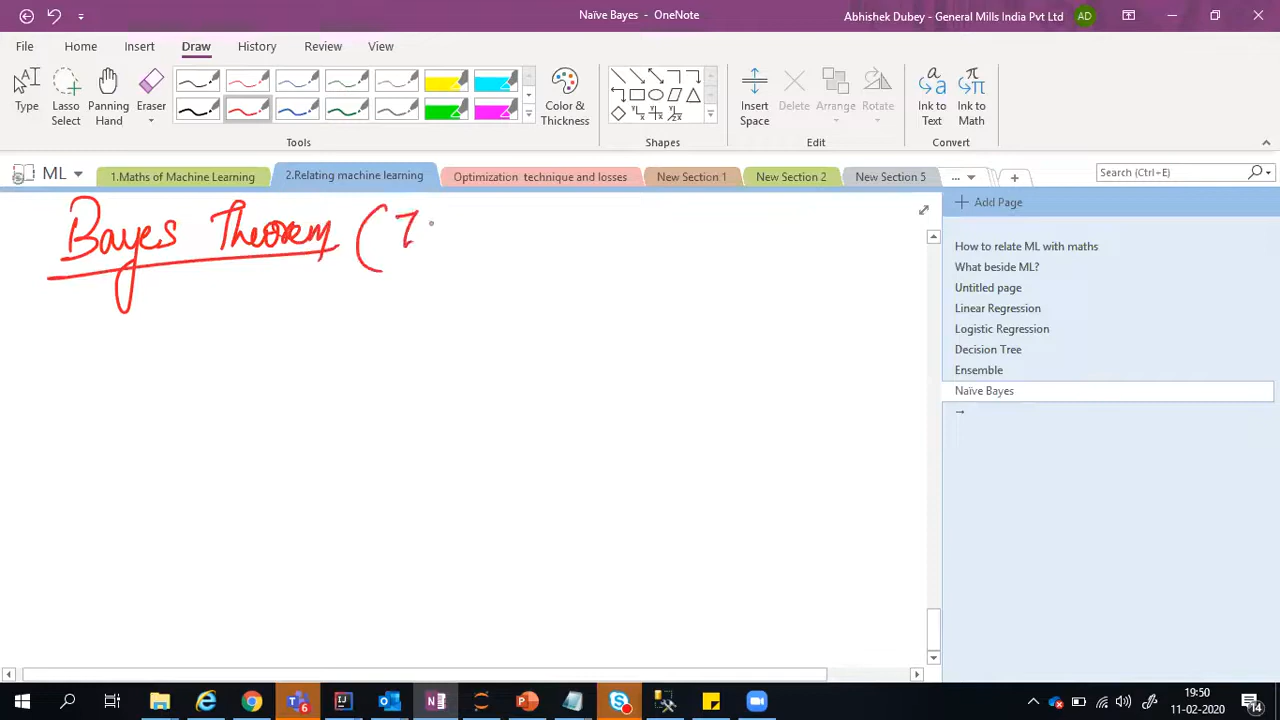 Naïve Bayes - OneNote
Abhishek Dubey - General Mills India Pvt Ltd AD
File Home Insert Draw History Review View
Type Lasso Select Panning Hand Eraser Color & Thickness Insert Space Delete Arrange Rotate Ink to Text Ink to Math
Tools Shapes Edit Convert
ML 1.Maths of Machine Learning 2.Relating machine learning Optimization technique and losses New Section 1 New Section 2 New Section 5 ... Search (Ctrl+E)
Bayes Theorem (
Add Page
How to relate ML with maths
What beside ML?
Untitled page
Linear Regression
Logistic Regression
Decision Tree
Ensemble
Naïve Bayes
→
19:50
11-02-2020
6
14